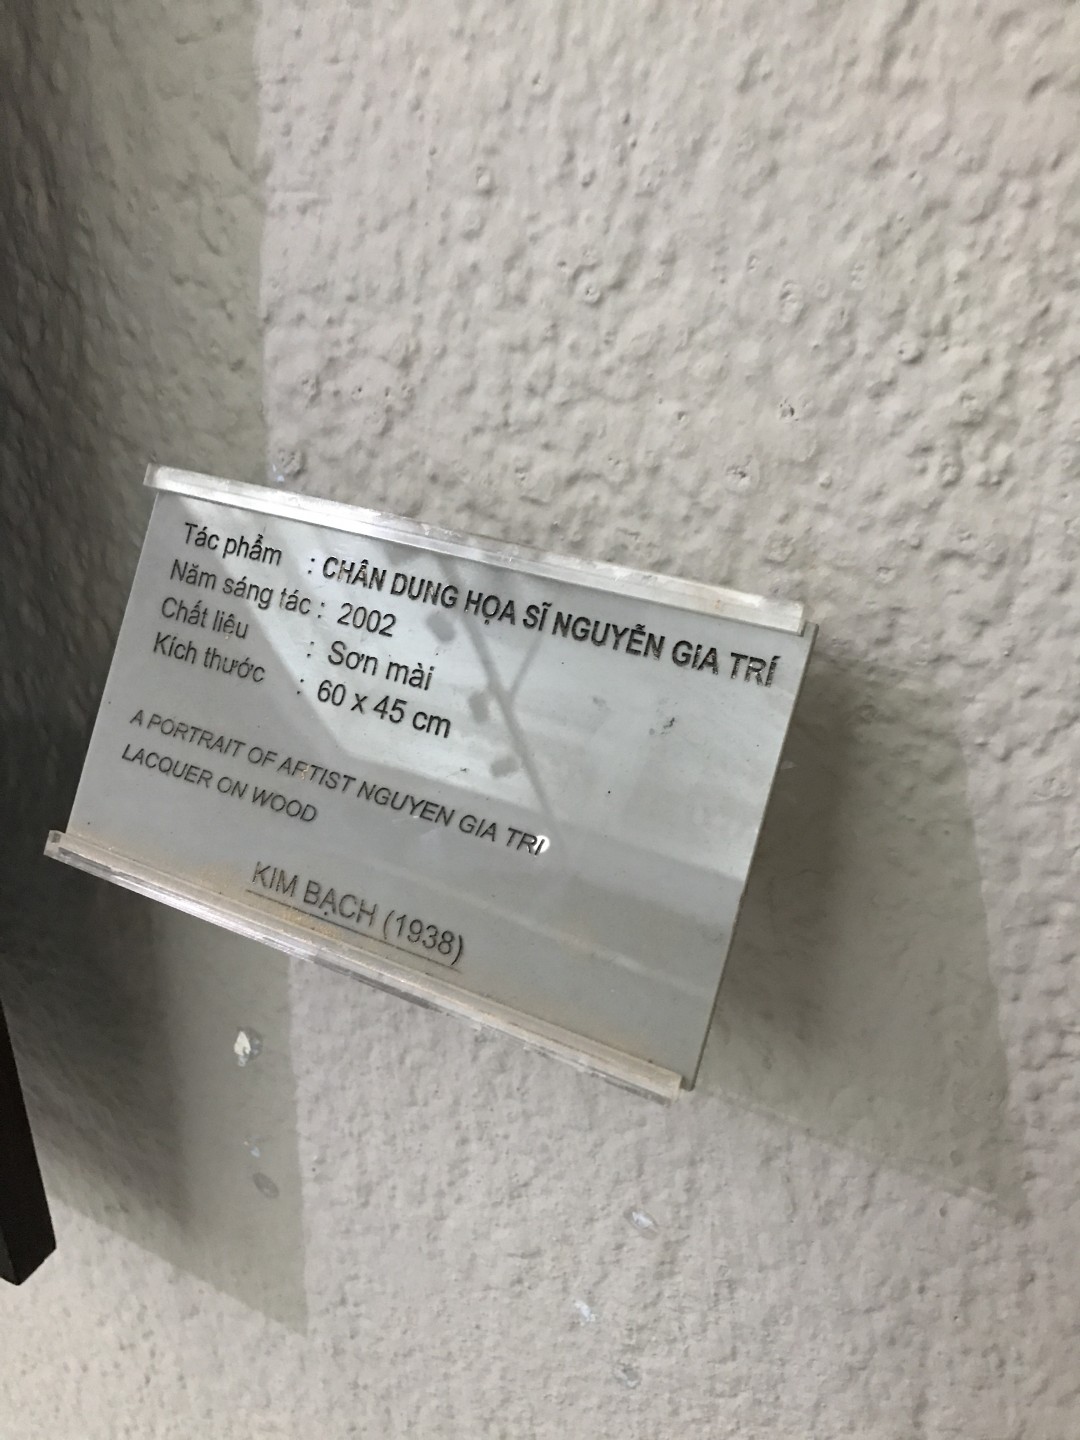 Tác phẩm : CHÂN DUNG HỌA SĨ NGUYỄN GIA TRÍ
Năm sáng tác : 2002
Chất liệu : Sơn mài
Kích thước : 60 x 45 cm
A PORTRAIT OF ARTIST NGUYEN GIA TRI
LACQUER ON WOOD
KIM BẠCH (1938)